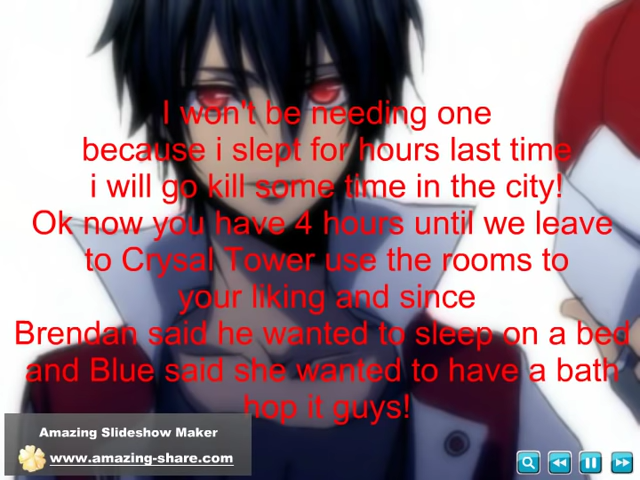 I won't be needing one
because i slept for hours last time
i will go kill some time in the city!
Ok now you have 4 hours until we leave
to Crysal Tower use the rooms to
your liking and since
Brendan said he wanted to sleep on a bed
and Blue said she wanted to have a bath
hop it guys!
Amazing Slideshow Maker
www.amazing-share.com